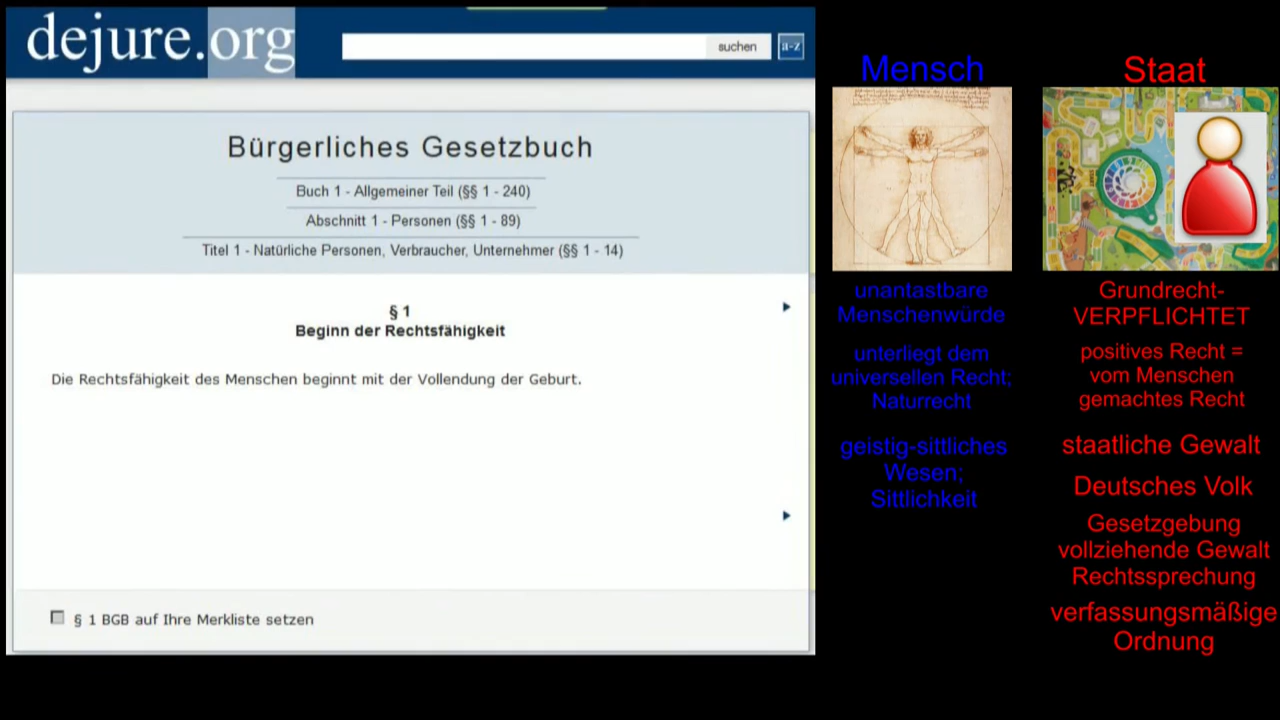 dejure.org
suchen
a-z
Bürgerliches Gesetzbuch
Buch 1 - Allgemeiner Teil (§§ 1 - 240)
Abschnitt 1 - Personen (§§ 1 - 89)
Titel 1 - Natürliche Personen, Verbraucher, Unternehmer (§§ 1 - 14)
§ 1
Beginn der Rechtsfähigkeit
Die Rechtsfähigkeit des Menschen beginnt mit der Vollendung der Geburt.
§ 1 BGB auf Ihre Merkliste setzen
Mensch
unantastbare
Menschenwürde
unterliegt dem
universellen Recht;
Naturrecht
geistig-sittliches
Wesen;
Sittlichkeit
Staat
Grundrecht-
VERPFLICHTET
positives Recht =
vom Menschen
gemachtes Recht
staatliche Gewalt
Deutsches Volk
Gesetzgebung
vollziehende Gewalt
Rechtssprechung
verfassungsmäßige
Ordnung